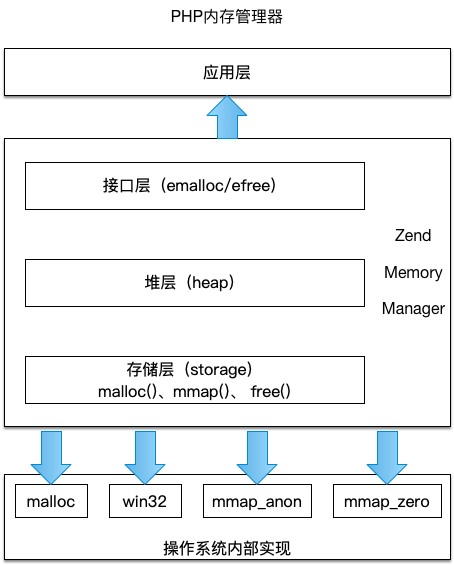 PHP内存管理器
应用层
接口层（emalloc/efree）
Zend
Memory
Manager
堆层（heap）
存储层（storage）
malloc()、mmap()、 free()
malloc
win32
mmap_anon
mmap_zero
操作系统内部实现